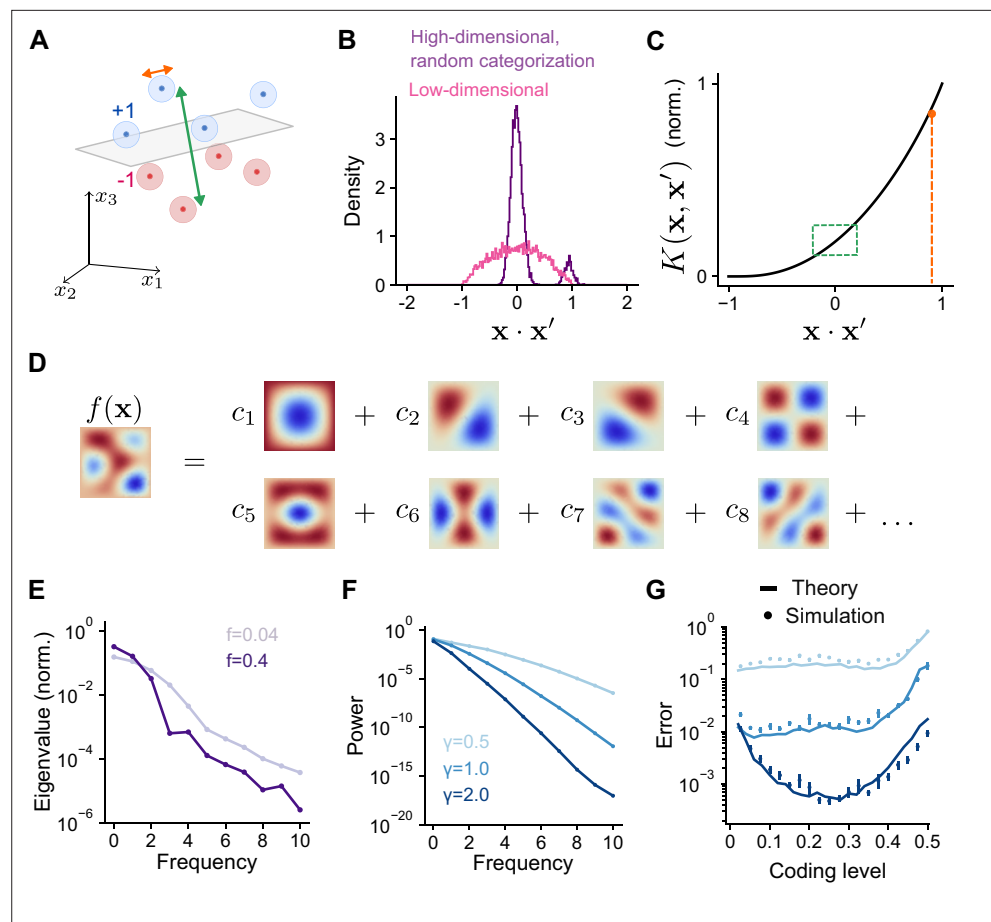 A
+1
-1
x3
x2
x1
B
High-dimensional,
random categorization
Low-dimensional
Density
3
2
1
0
-2
-1
0
1
2
x · x′
C
K(x, x′) (norm.)
1
0
-1
0
1
x · x′
D
f(x)
=
c1 + c2 + c3 + c4 +
c5 + c6 + c7 + c8 + ...
E
Eigenvalue (norm.)
10^0
10^-2
10^-4
10^-6
f=0.04
f=0.4
0 2 4 6 8 10
Frequency
F
Power
10^0
10^-5
10^-10
10^-15
10^-20
γ=0.5
γ=1.0
γ=2.0
0 2 4 6 8 10
Frequency
G
Theory
Simulation
Error
10^0
10^-1
10^-2
10^-3
0 0.1 0.2 0.3 0.4 0.5
Coding level